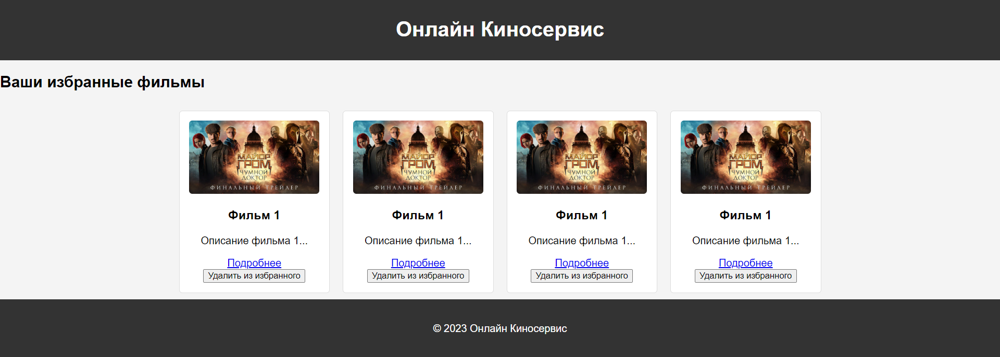 Онлайн Киносервис
Ваши избранные фильмы
МАЙОР
ГРОМ
ЧУМНОЙ
ДОКТОР
ФИНАЛЬНЫЙ ТРЕЙЛЕР
МАЙОР
ГРОМ
ЧУМНОЙ
ДОКТОР
ФИНАЛЬНЫЙ ТРЕЙЛЕР
МАЙОР
ГРОМ
ЧУМНОЙ
ДОКТОР
ФИНАЛЬНЫЙ ТРЕЙЛЕР
МАЙОР
ГРОМ
ЧУМНОЙ
ДОКТОР
ФИНАЛЬНЫЙ ТРЕЙЛЕР
Фильм 1
Фильм 1
Фильм 1
Фильм 1
Описание фильма 1...
Описание фильма 1...
Описание фильма 1...
Описание фильма 1...
Подробнее
Подробнее
Подробнее
Подробнее
Удалить из избранного
Удалить из избранного
Удалить из избранного
Удалить из избранного
© 2023 Онлайн Киносервис